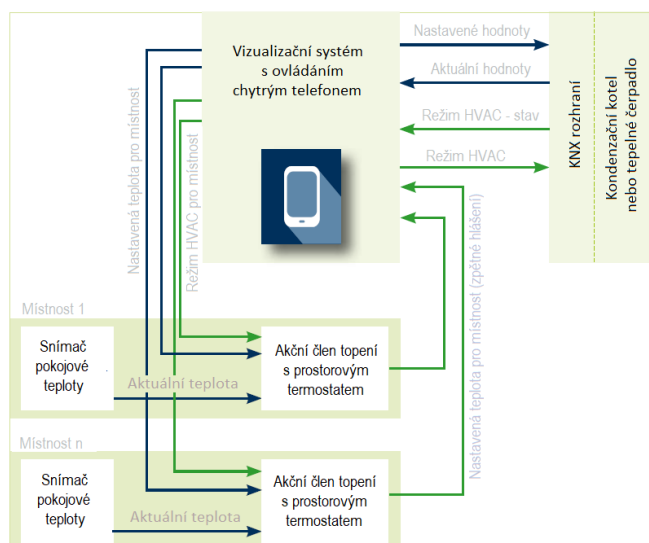 Vizualizační systém
s ovládáním
chytrým telefonem
Nastavené hodnoty
Aktuální hodnoty
Režim HVAC - stav
Režim HVAC
KNX rozhraní
Kondenzační kotel
nebo tepelné čerpadlo
Nastavená teplota pro místnost
Režim HVAC pro místnost
Nastavená teplota pro místnost (zpětné hlášení)
Místnost 1
Snímač
pokojové
teploty
Aktuální teplota
Akční člen topení
s prostorovým
termostatem
Místnost n
Snímač
pokojové
teploty
Aktuální teplota
Akční člen topení
s prostorovým
termostatem